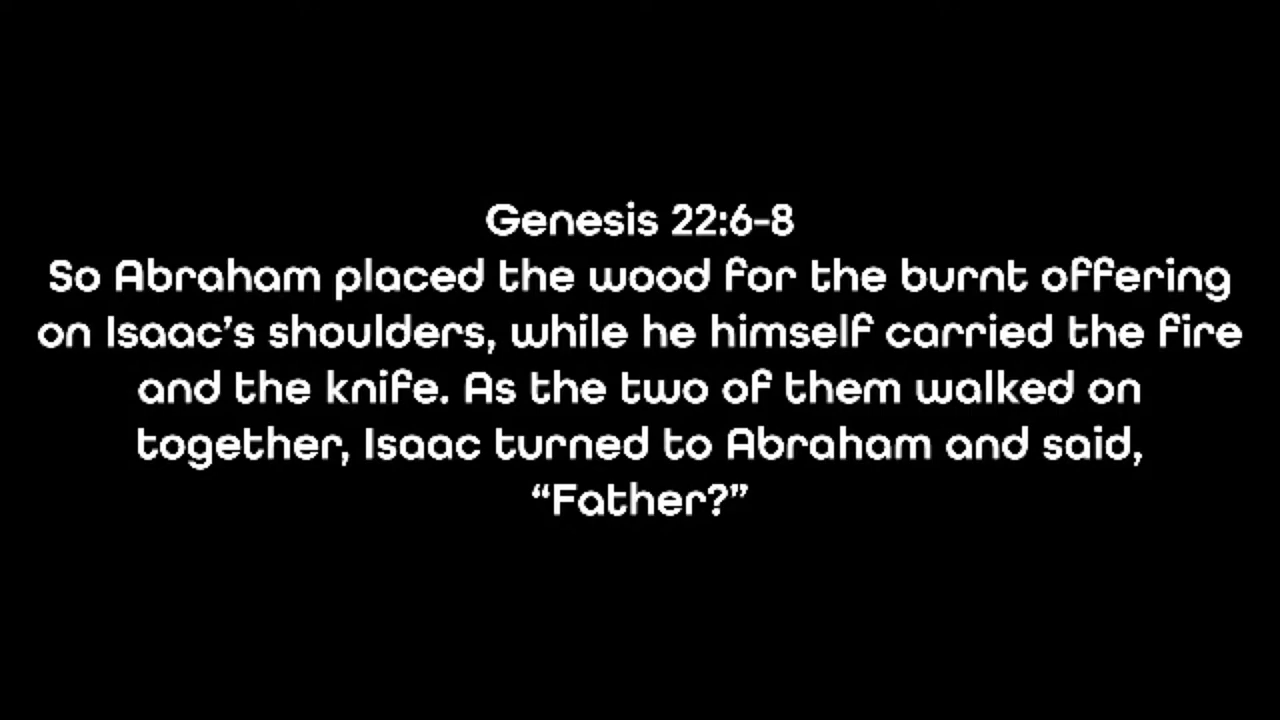 Genesis 22:6-8
So Abraham placed the wood for the burnt offering
on Isaac’s shoulders, while he himself carried the fire
and the knife. As the two of them walked on
together, Isaac turned to Abraham and said,
“Father?”